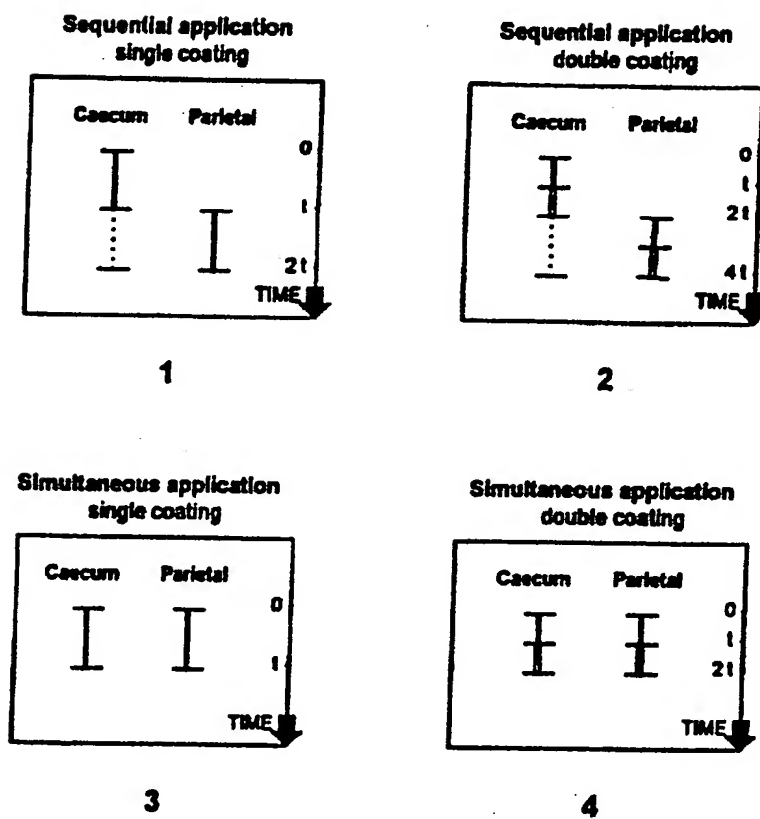 Sequential application
single coating
Caecum Parietal
0
t
2t
TIME
1
Sequential application
double coating
Caecum Parietal
0
t
2t
4t
TIME
2
Simultaneous application
single coating
Caecum Parietal
0
t
TIME
3
Simultaneous application
double coating
Caecum Parietal
0
t
2t
TIME
4